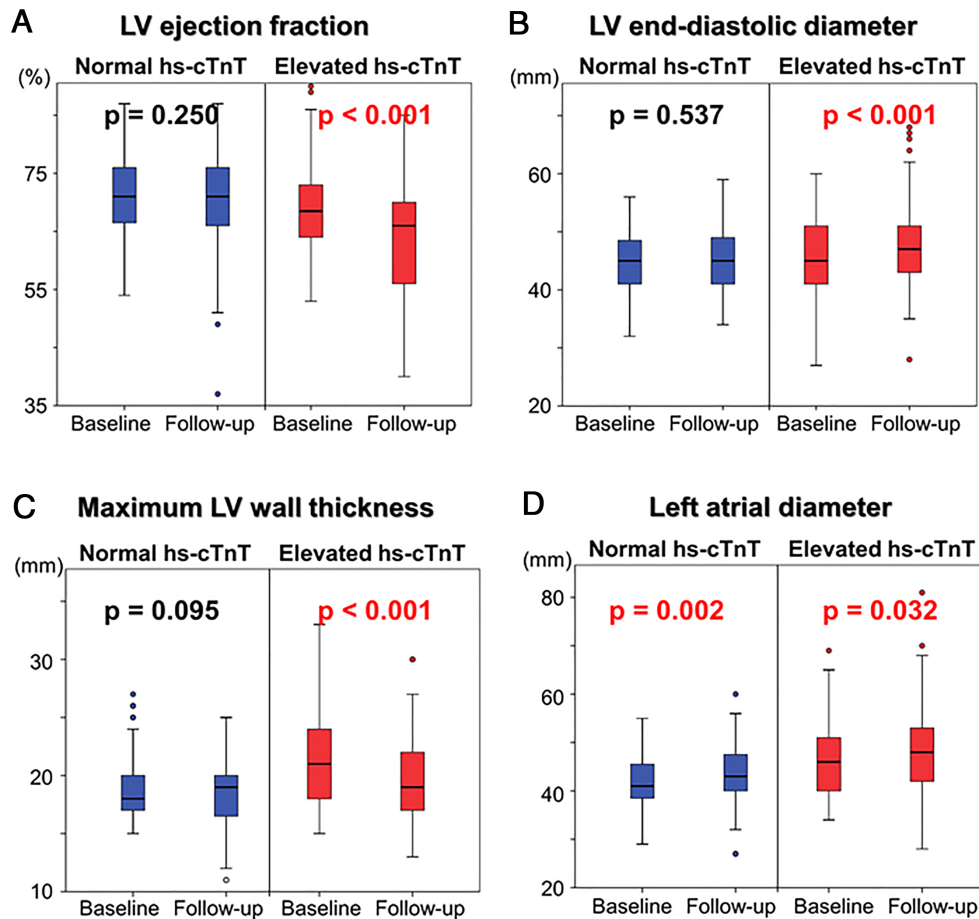 A
LV ejection fraction
(%)
Normal hs-cTnT
Elevated hs-cTnT
p = 0.250
p < 0.001
75
55
35
Baseline
Follow-up
Baseline
Follow-up
B
LV end-diastolic diameter
(mm)
Normal hs-cTnT
Elevated hs-cTnT
p = 0.537
p < 0.001
60
40
20
Baseline
Follow-up
Baseline
Follow-up
C
Maximum LV wall thickness
(mm)
Normal hs-cTnT
Elevated hs-cTnT
p = 0.095
p < 0.001
30
20
10
Baseline
Follow-up
Baseline
Follow-up
D
Left atrial diameter
(mm)
Normal hs-cTnT
Elevated hs-cTnT
p = 0.002
p = 0.032
80
60
40
20
Baseline
Follow-up
Baseline
Follow-up